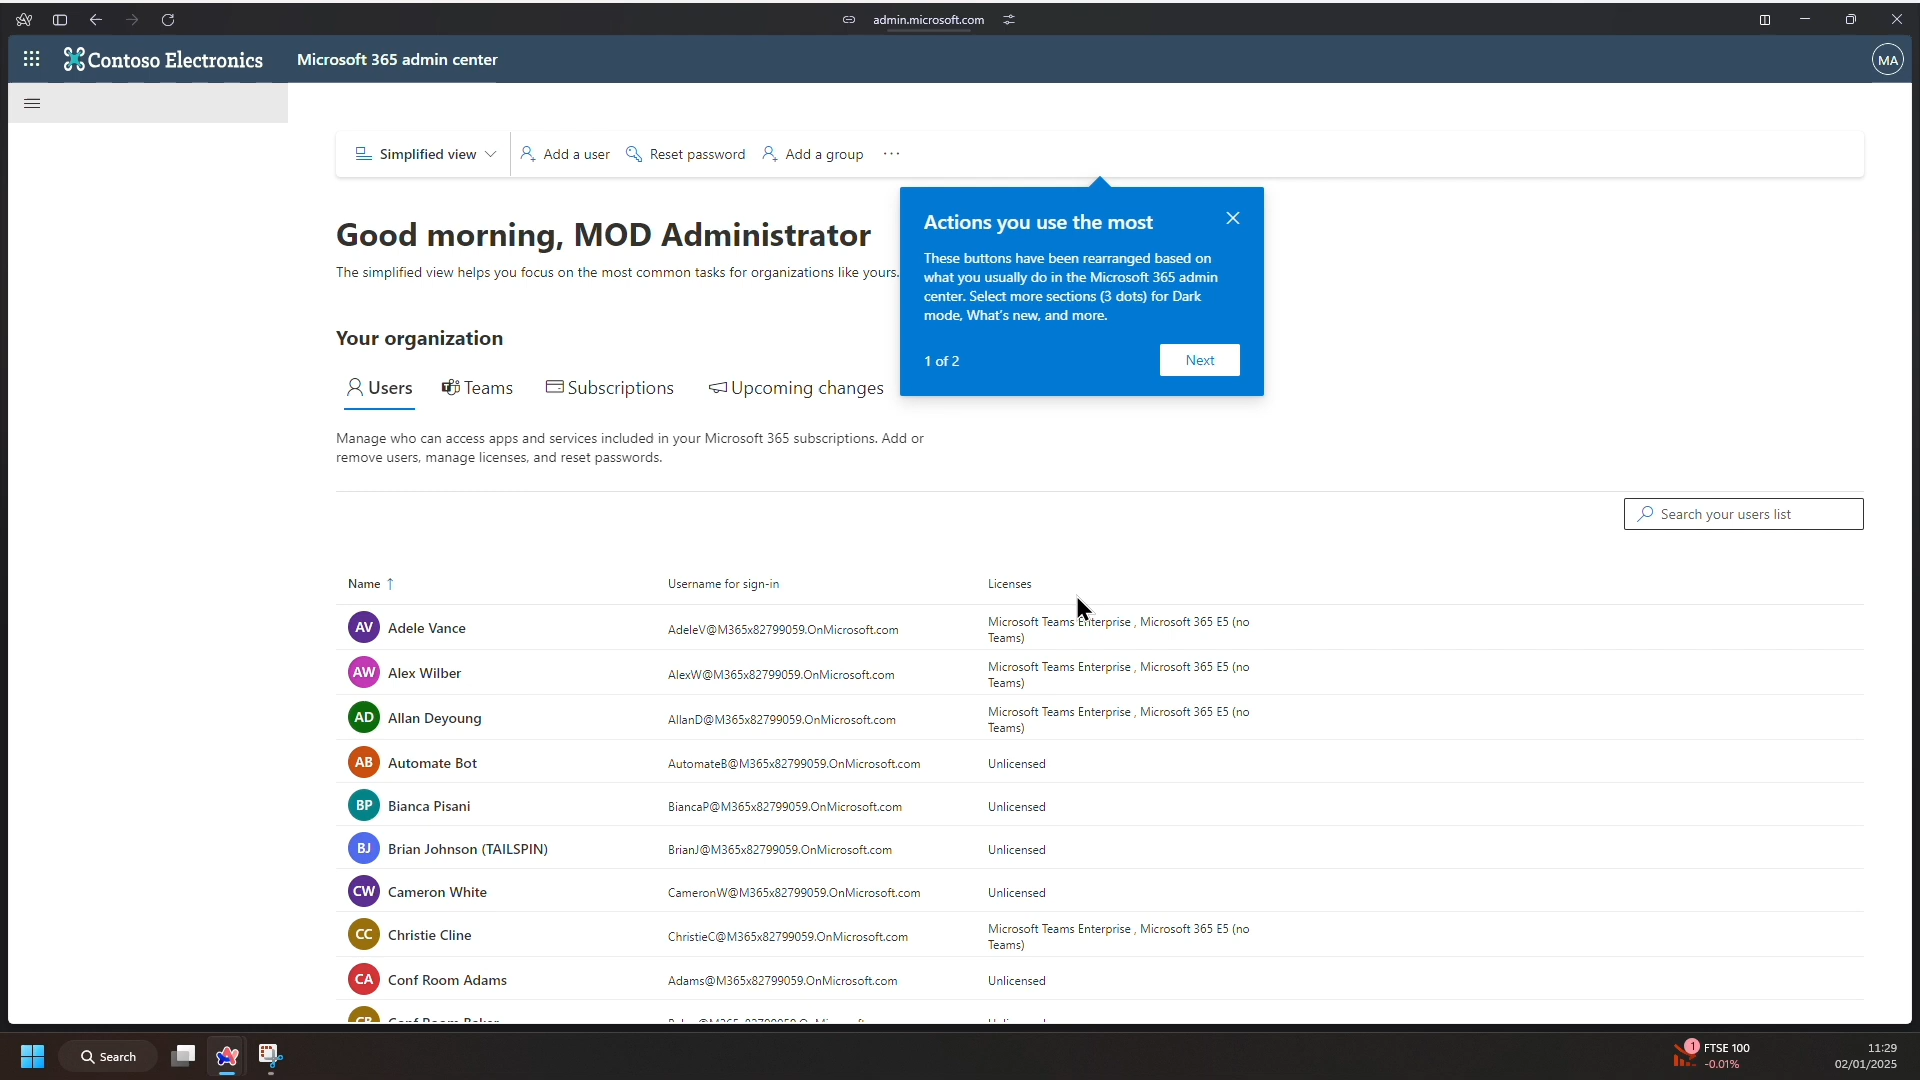 admin.microsoft.com
Contoso Electronics
Microsoft 365 admin center
MA
Simplified view
Add a user
Reset password
Add a group
Good morning, MOD Administrator
The simplified view helps you focus on the most common tasks for organizations like yours.
Actions you use the most
These buttons have been rearranged based on
what you usually do in the Microsoft 365 admin
center. Select more sections (3 dots) for Dark
mode, What's new, and more.
1 of 2
Next
Your organization
Users
Teams
Subscriptions
Upcoming changes
Manage who can access apps and services included in your Microsoft 365 subscriptions. Add or
remove users, manage licenses, and reset passwords.
Search your users list
Name ↑
Username for sign-in
Licenses
AV
Adele Vance
AdeleV@M365x82799059.OnMicrosoft.com
Microsoft Teams Enterprise , Microsoft 365 E5 (no
Teams)
AW
Alex Wilber
AlexW@M365x82799059.OnMicrosoft.com
Microsoft Teams Enterprise , Microsoft 365 E5 (no
Teams)
AD
Allan Deyoung
AllanD@M365x82799059.OnMicrosoft.com
Microsoft Teams Enterprise , Microsoft 365 E5 (no
Teams)
AB
Automate Bot
AutomateB@M365x82799059.OnMicrosoft.com
Unlicensed
BP
Bianca Pisani
BiancaP@M365x82799059.OnMicrosoft.com
Unlicensed
BJ
Brian Johnson (TAILSPIN)
BrianJ@M365x82799059.OnMicrosoft.com
Unlicensed
CW
Cameron White
CameronW@M365x82799059.OnMicrosoft.com
Unlicensed
CC
Christie Cline
ChristieC@M365x82799059.OnMicrosoft.com
Microsoft Teams Enterprise , Microsoft 365 E5 (no
Teams)
CA
Conf Room Adams
Adams@M365x82799059.OnMicrosoft.com
Unlicensed
Search
1
FTSE 100
-0.01%
11:29
02/01/2025